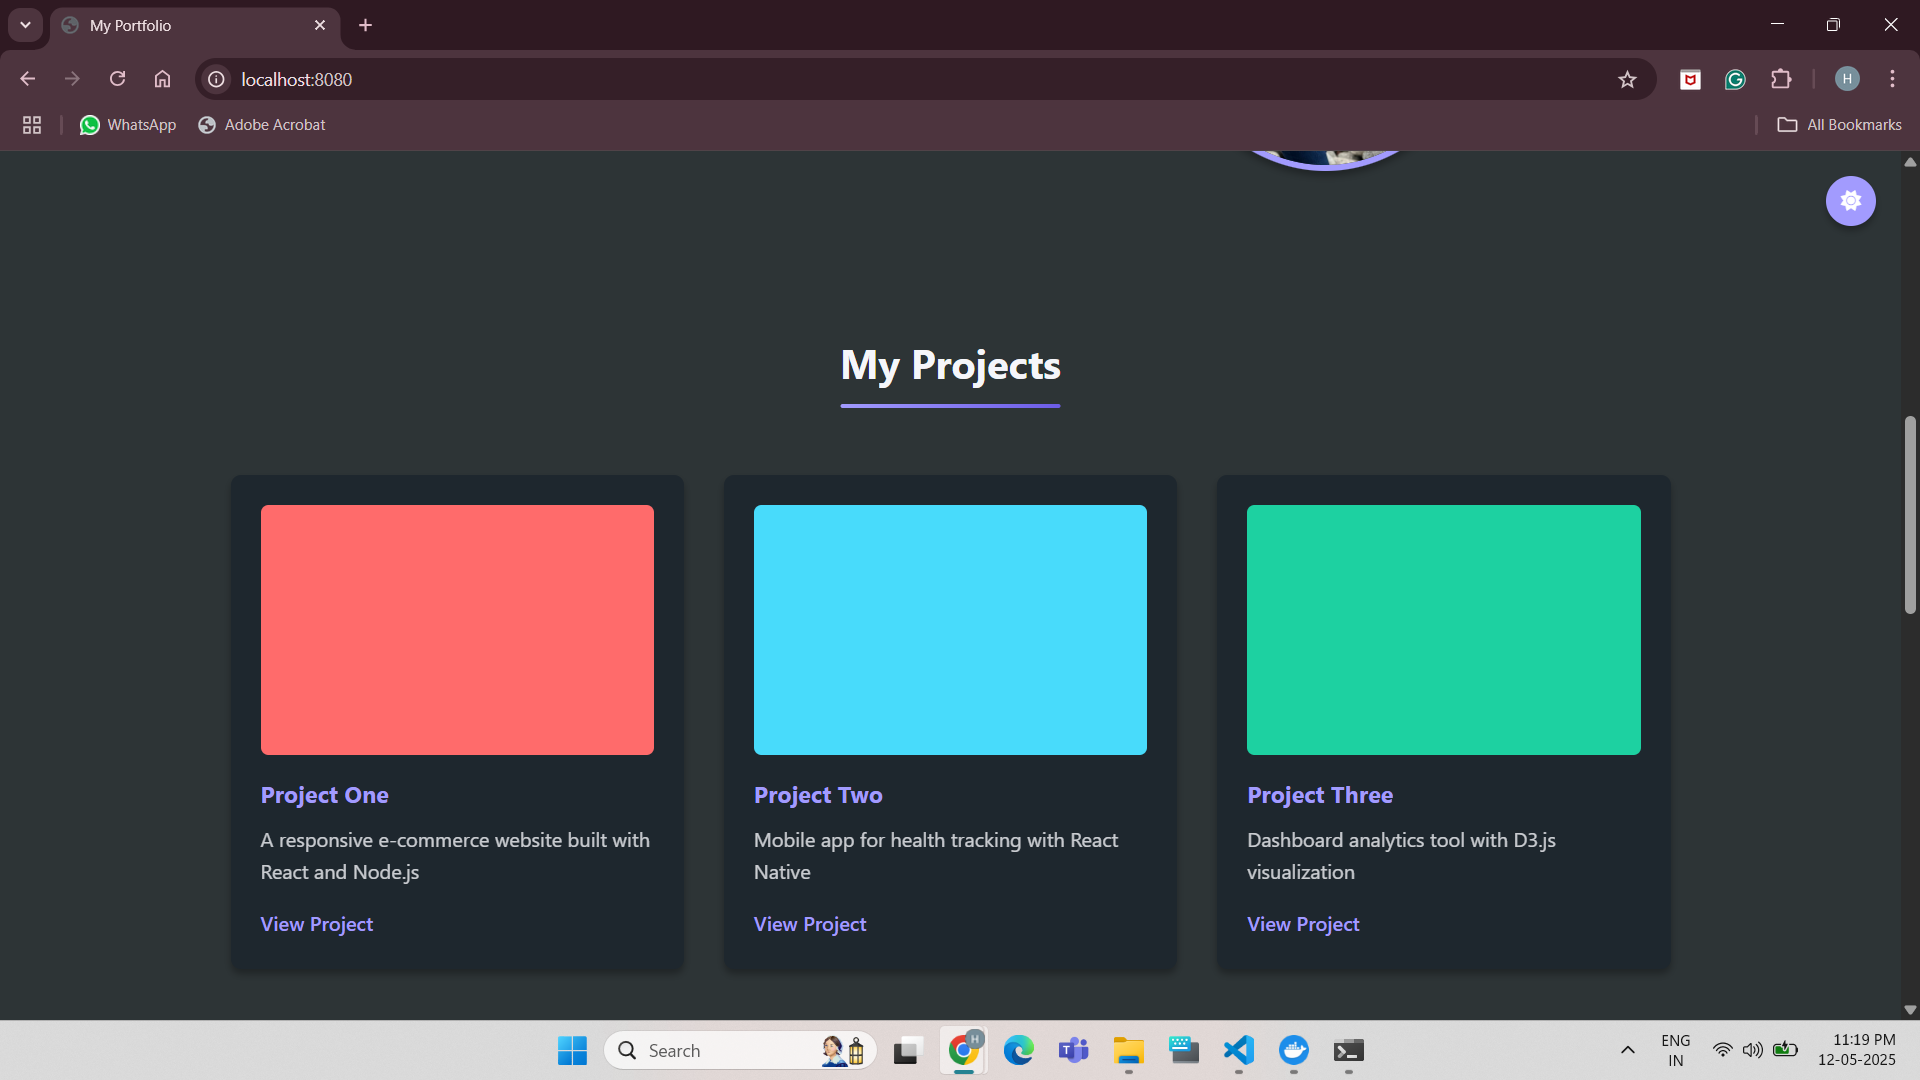 My Portfolio
localhost:8080
H
WhatsApp
Adobe Acrobat
All Bookmarks
My Projects
Project One
A responsive e-commerce website built with
React and Node.js
View Project
Project Two
Mobile app for health tracking with React
Native
View Project
Project Three
Dashboard analytics tool with D3.js
visualization
View Project
Search
H
ENG
IN
11:19 PM
12-05-2025